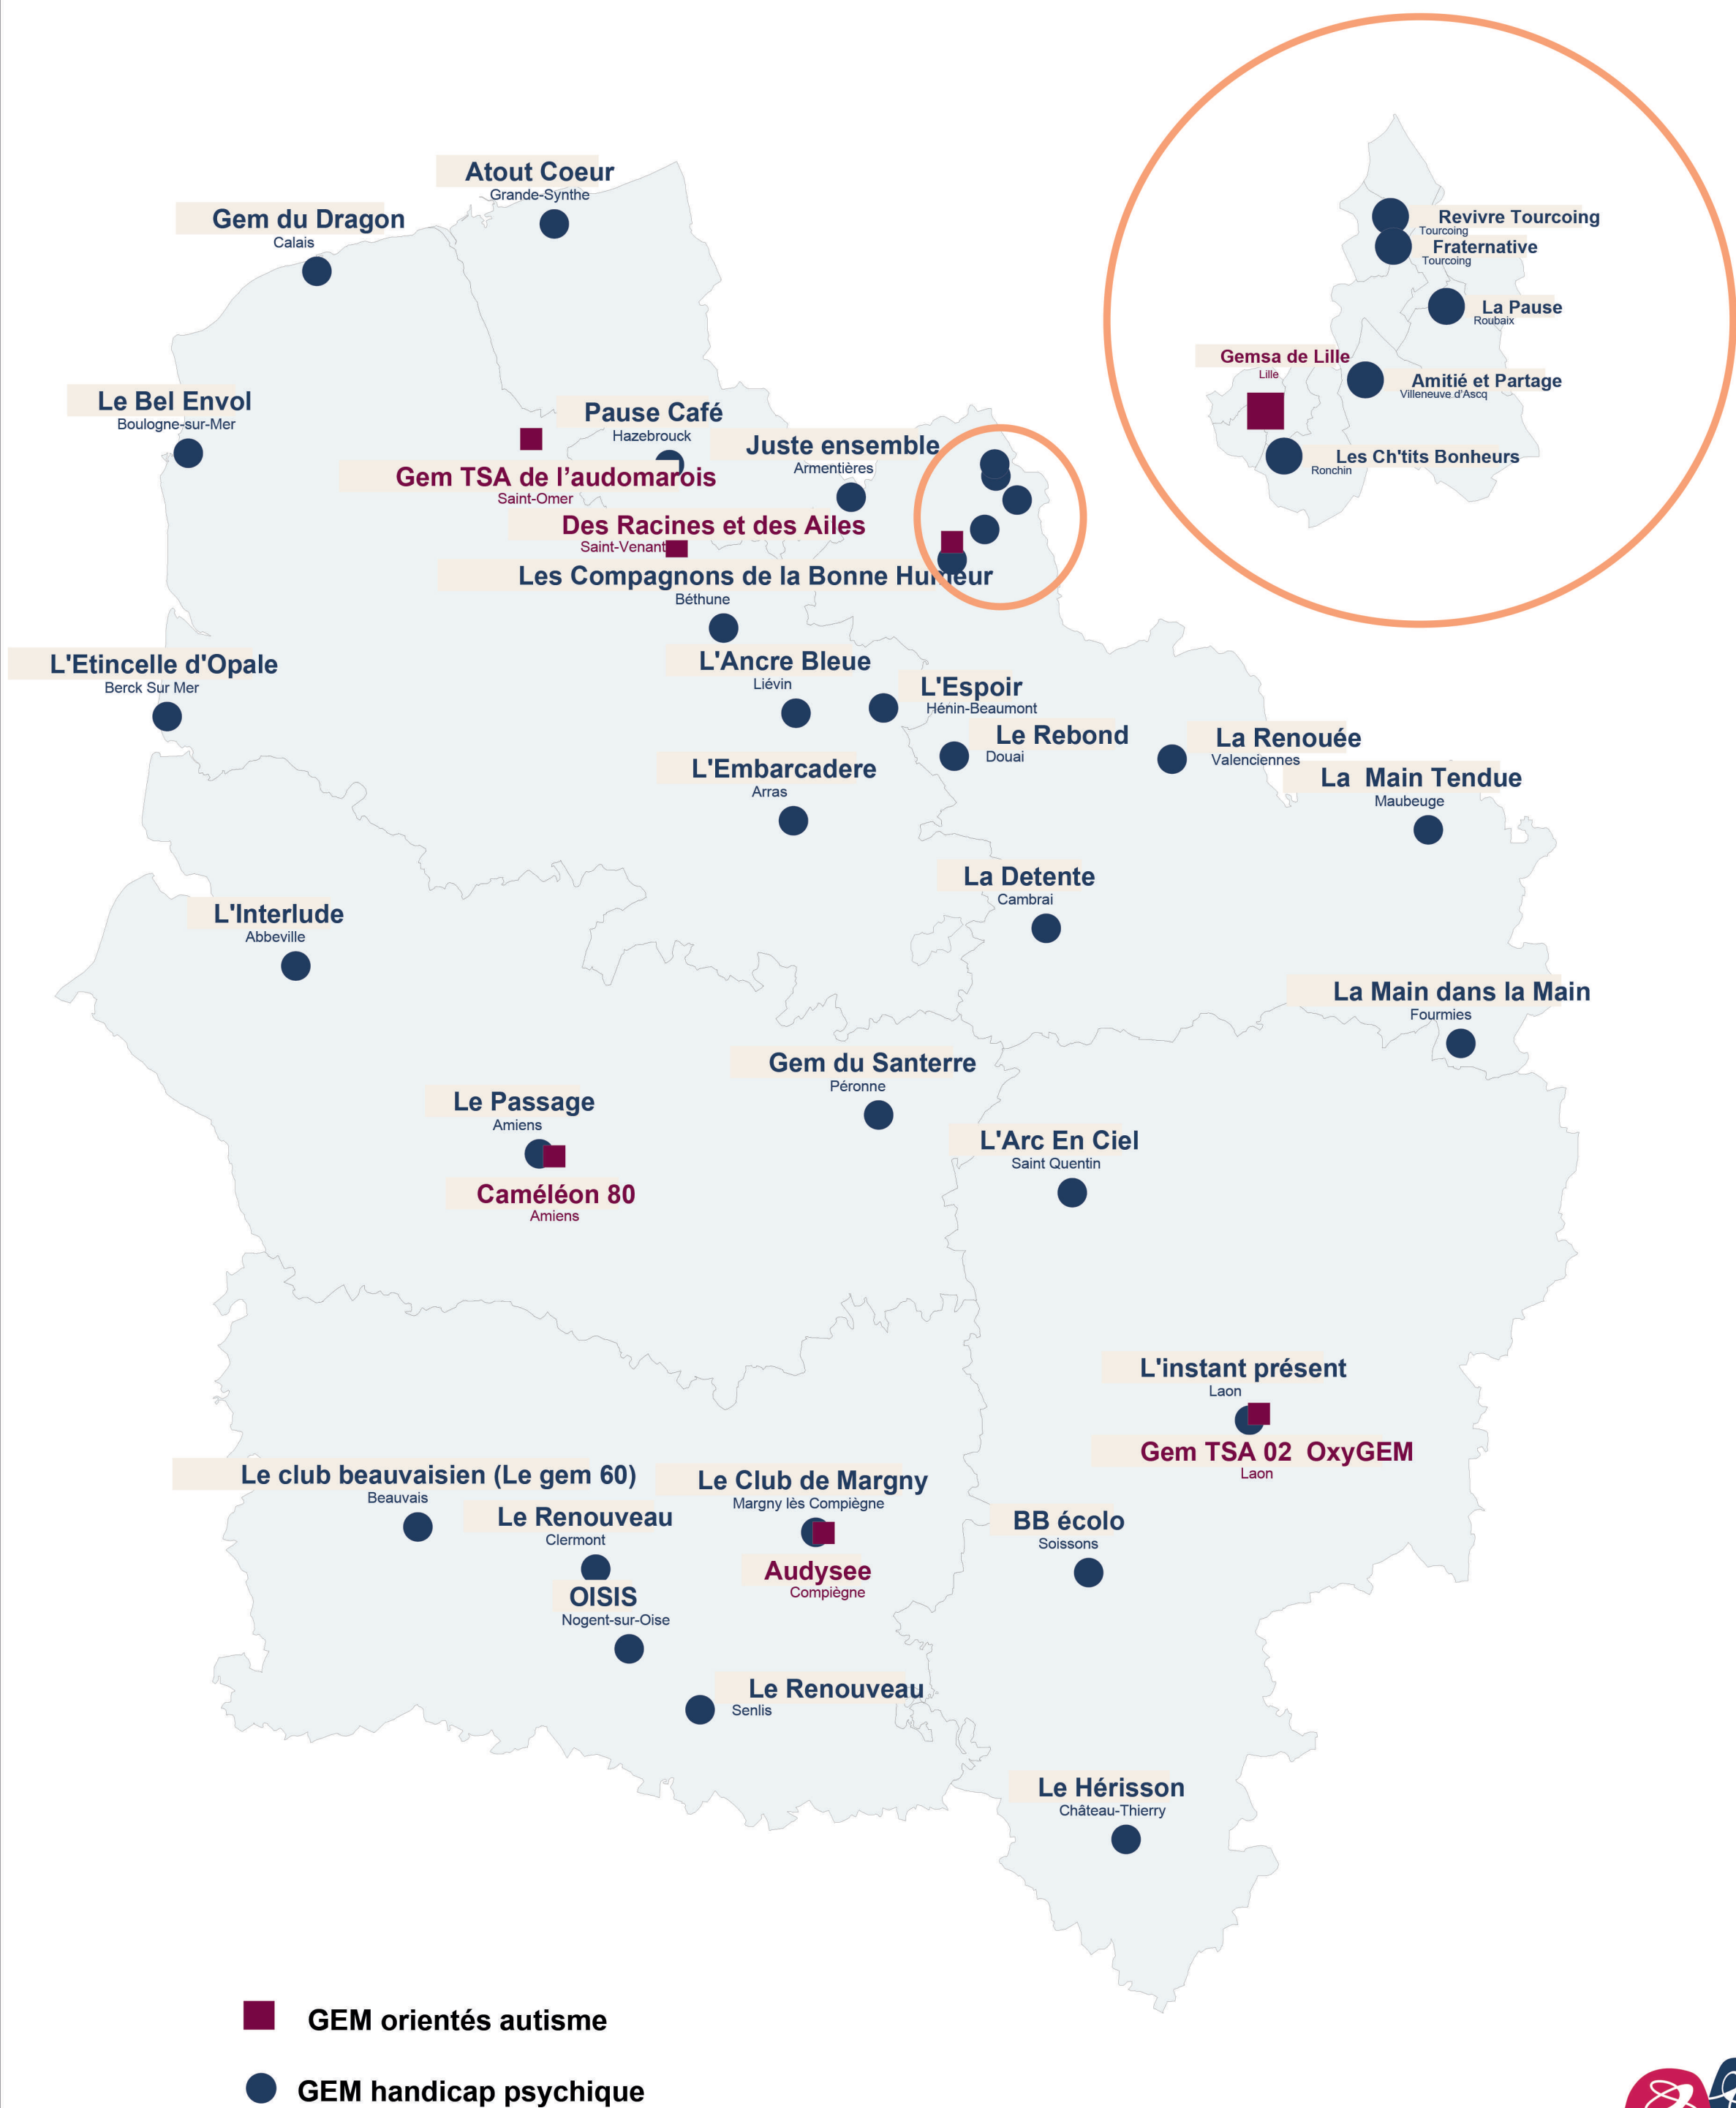 Atout Coeur
Grande-Synthe
Gem du Dragon
Calais
Revivre Tourcoing
Tourcoing
Fraternative
Tourcoing
La Pause
Roubaix
Gemsa de Lille
Lille
Amitié et Partage
Villeneuve d'Ascq
Les Ch'tits Bonheurs
Ronchin
Le Bel Envol
Boulogne-sur-Mer
Pause Café
Hazebrouck
Juste ensemble
Armentières
Gem TSA de l’audomarois
Saint-Omer
Des Racines et des Ailes
Saint-Venant
Les Compagnons de la Bonne Humeur
Béthune
L'Etincelle d'Opale
Berck Sur Mer
L'Ancre Bleue
Liévin
L'Espoir
Hénin-Beaumont
Le Rebond
Douai
La Renouée
Valenciennes
L'Embarcadere
Arras
La Main Tendue
Maubeuge
La Detente
Cambrai
L'Interlude
Abbeville
La Main dans la Main
Fourmies
Gem du Santerre
Péronne
Le Passage
Amiens
Caméléon 80
Amiens
L'Arc En Ciel
Saint Quentin
L'instant présent
Laon
Gem TSA 02 OxyGEM
Laon
Le club beauvaisien (Le gem 60)
Beauvais
Le Club de Margny
Margny lès Compiègne
Le Renouveau
Clermont
BB écolo
Soissons
Audysee
Compiègne
OISIS
Nogent-sur-Oise
Le Renouveau
Senlis
Le Hérisson
Château-Thierry
GEM orientés autisme
GEM handicap psychique